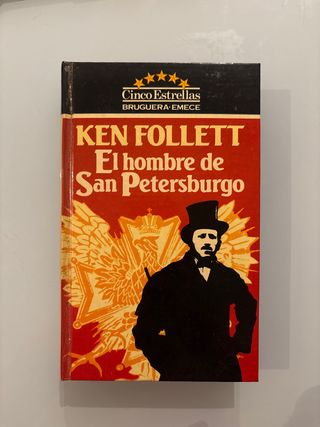 Cinco Estrellas
BRUGUERA-EMECE
KEN FOLLETT
El hombre de
San Petersburgo